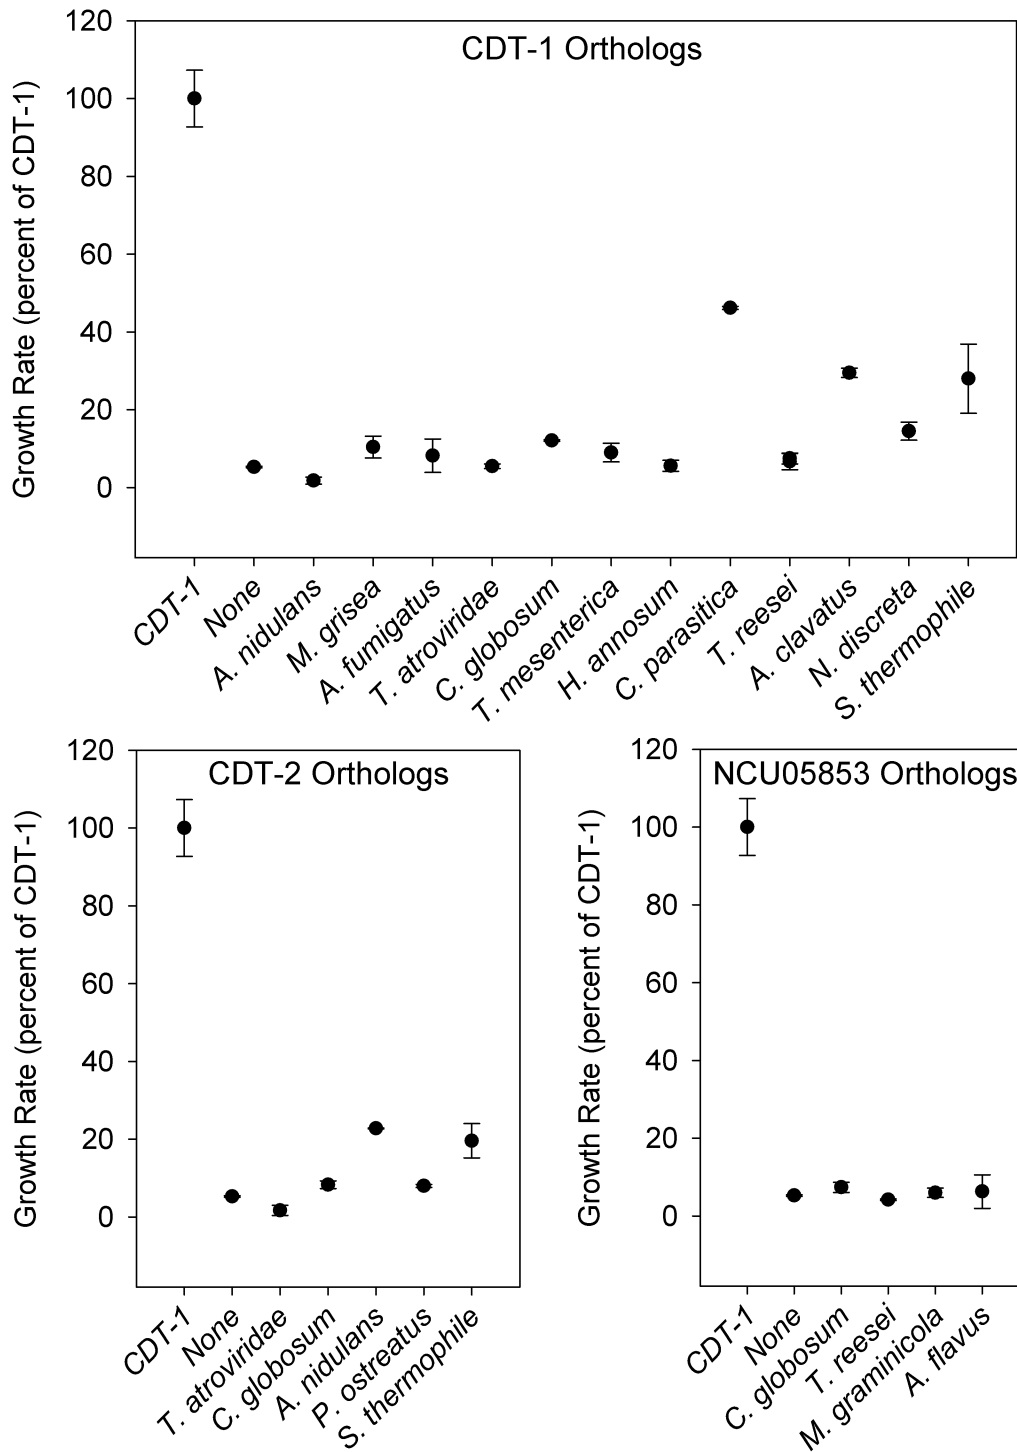 CDT-1 Orthologs
Growth Rate (percent of CDT-1)
120
100
80
60
40
20
0
CDT-1
None
A. nidulans
M. grisea
A. fumigatus
T. atroviridae
C. globosum
T. mesenterica
H. annosum
C. parasitica
T. reesei
A. clavatus
N. discreta
S. thermophile
CDT-2 Orthologs
Growth Rate (percent of CDT-1)
120
100
80
60
40
20
0
CDT-1
None
T. atroviridae
C. globosum
A. nidulans
P. ostreatus
S. thermophile
NCU05853 Orthologs
Growth Rate (percent of CDT-1)
120
100
80
60
40
20
0
CDT-1
None
C. globosum
T. reesei
M. graminicola
A. flavus